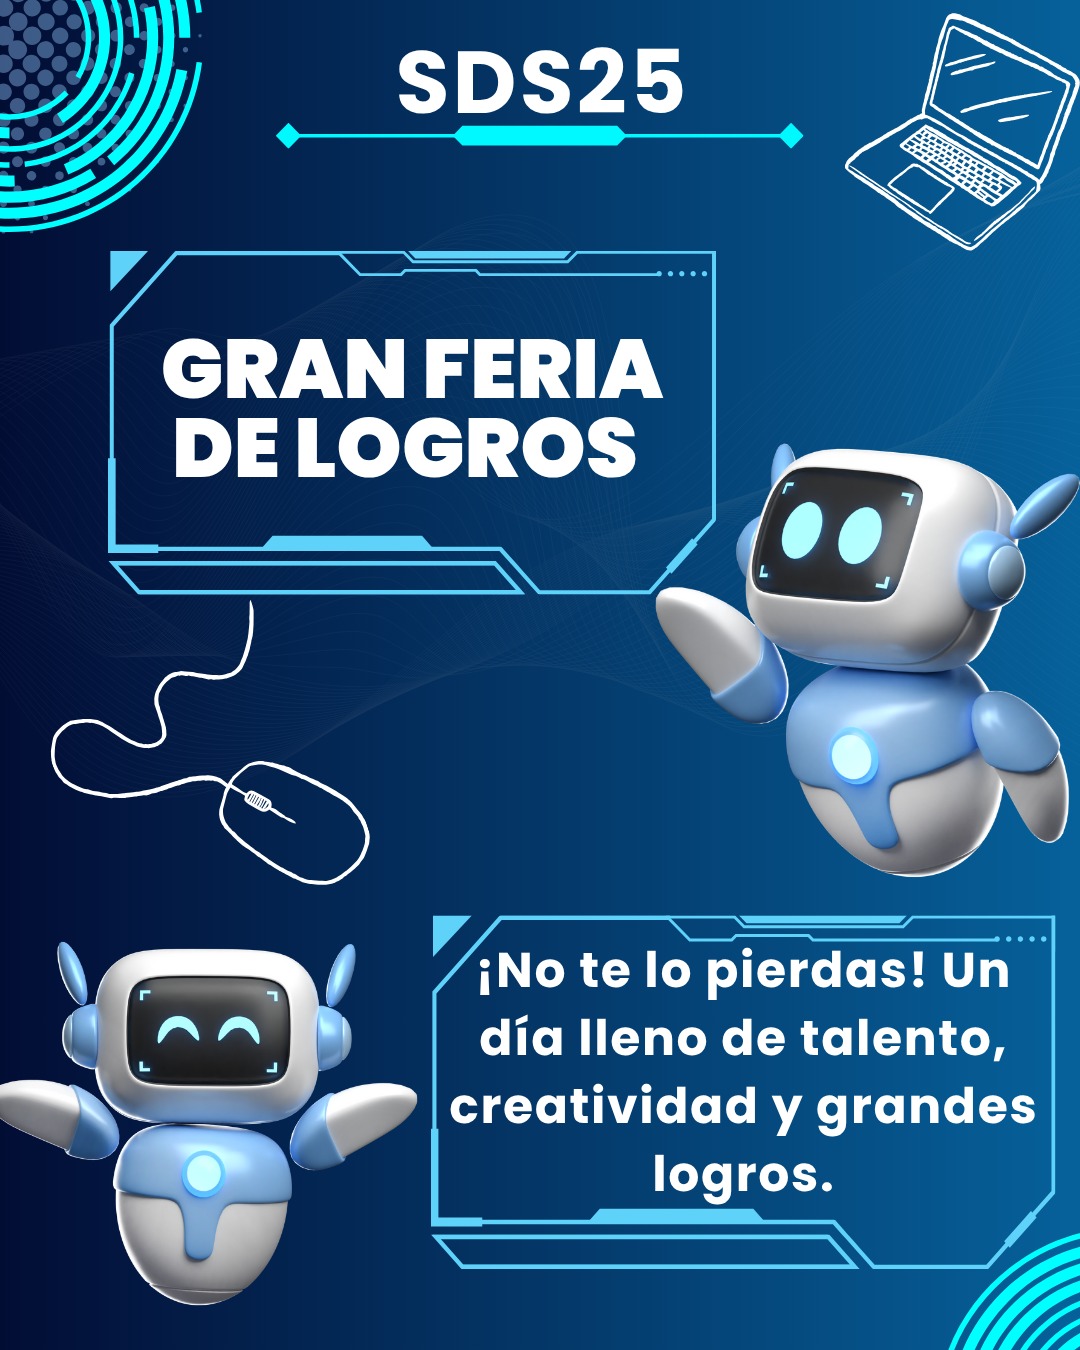 SDS25
GRAN FERIA
DE LOGROS
¡No te lo pierdas! Un
día lleno de talento,
creatividad y grandes
logros.